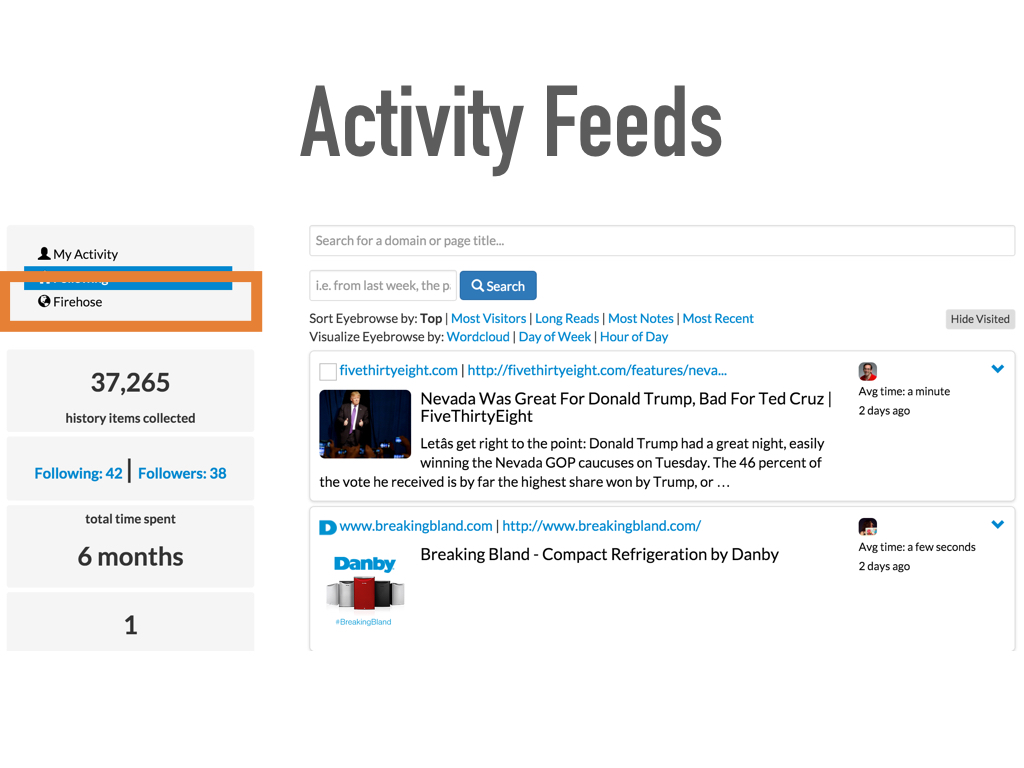 Activity Feeds
My Activity
Following
Firehose
37,265
history items collected
Following: 42 | Followers: 38
total time spent
6 months
1
Search for a domain or page title...
i.e. from last week, the p
Search
Sort Eyebrowse by: Top | Most Visitors | Long Reads | Most Notes | Most Recent
Hide Visited
Visualize Eyebrowse by: Wordcloud | Day of Week | Hour of Day
fivethirtyeight.com | http://fivethirtyeight.com/features/neva...
Nevada Was Great For Donald Trump, Bad For Ted Cruz |
FiveThirtyEight
Letâs get right to the point: Donald Trump had a great night, easily
winning the Nevada GOP caucuses on Tuesday. The 46 percent of
the vote he received is by far the highest share won by Trump, or …
Avg time: a minute
2 days ago
www.breakingbland.com | http://www.breakingbland.com/
Breaking Bland - Compact Refrigeration by Danby
Danby
#BreakingBland
Avg time: a few seconds
2 days ago